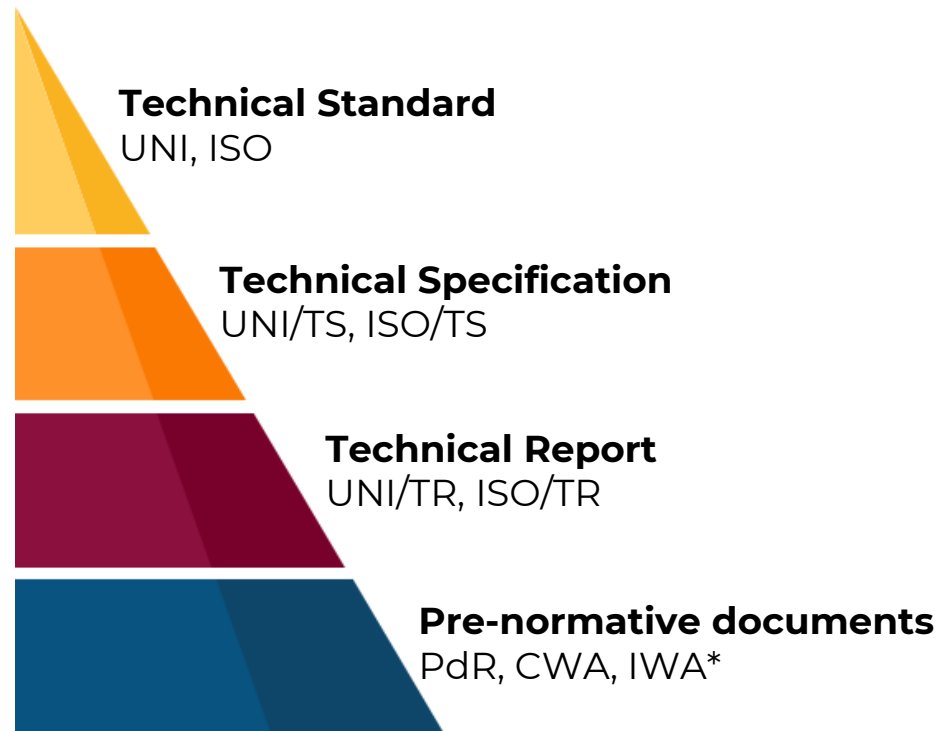 Technical Standard
UNI, ISO
Technical Specification
UNI/TS, ISO/TS
Technical Report
UNI/TR, ISO/TR
Pre-normative documents
PdR, CWA, IWA*